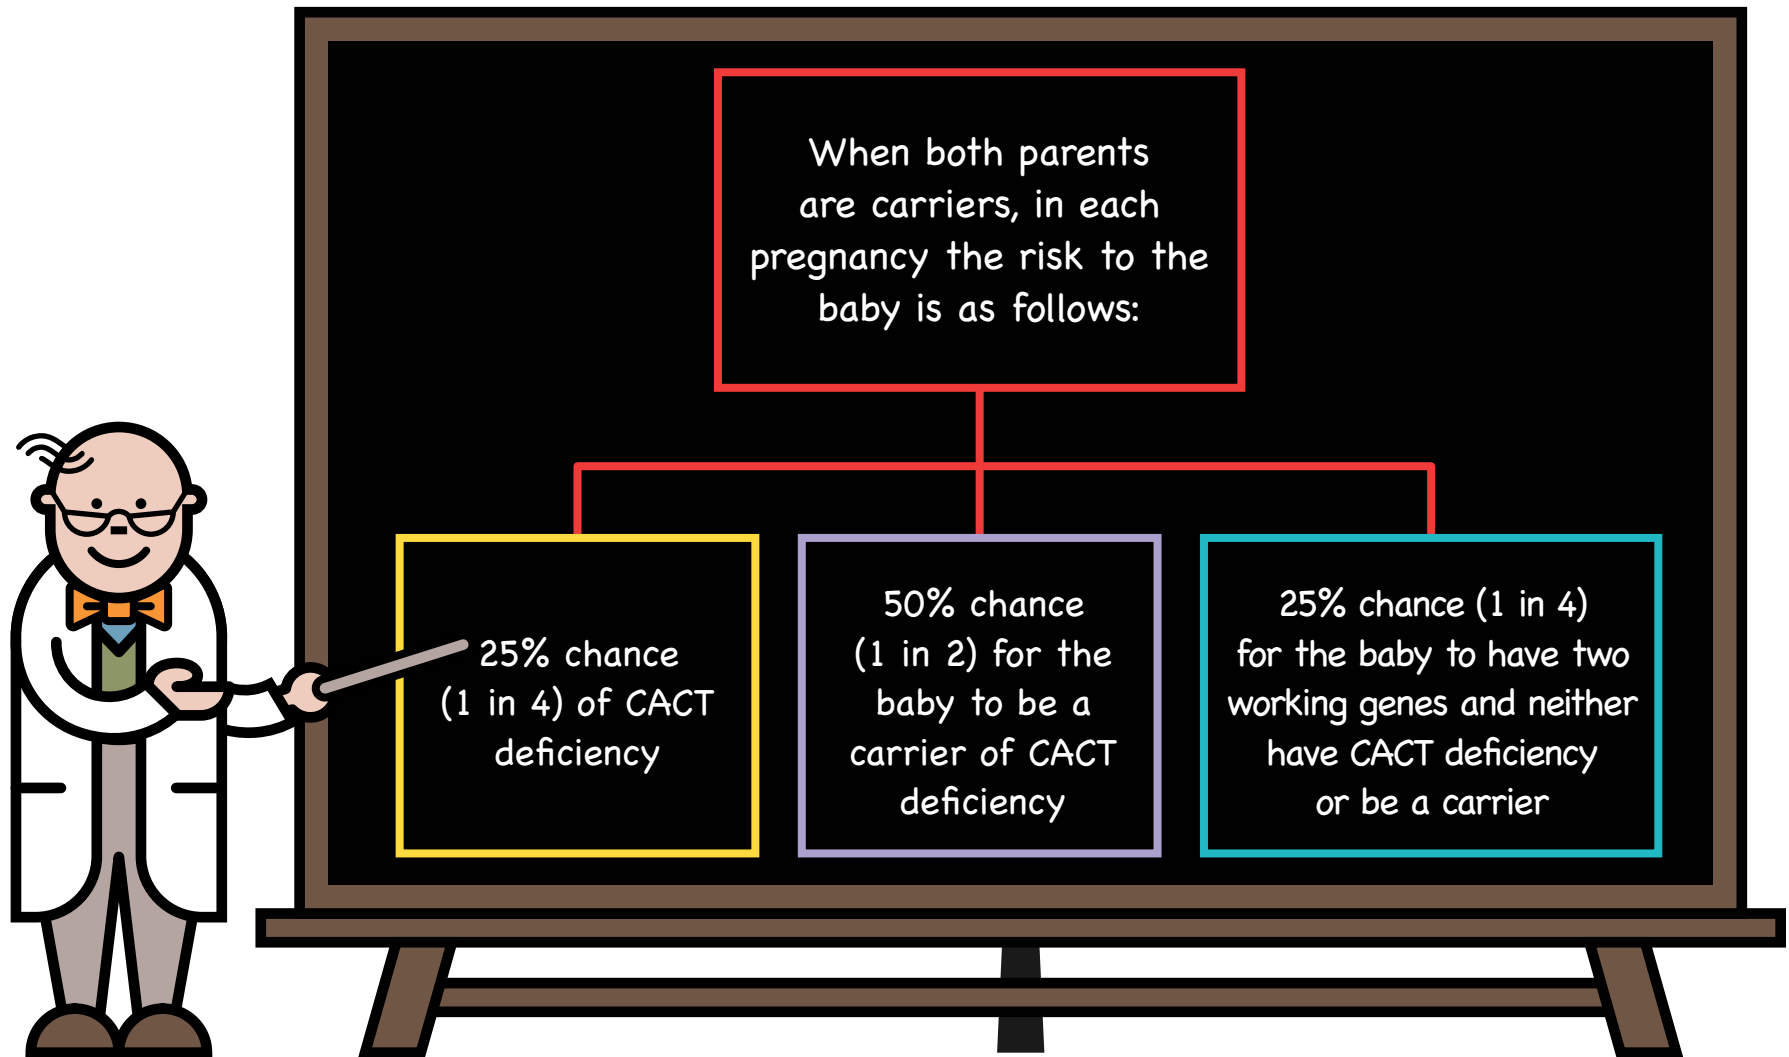 When both parents
are carriers, in each
pregnancy the risk to the
baby is as follows:
25% chance
(1 in 4) of CACT
deficiency
50% chance
(1 in 2) for the
baby to be a
carrier of CACT
deficiency
25% chance (1 in 4)
for the baby to have two
working genes and neither
have CACT deficiency
or be a carrier